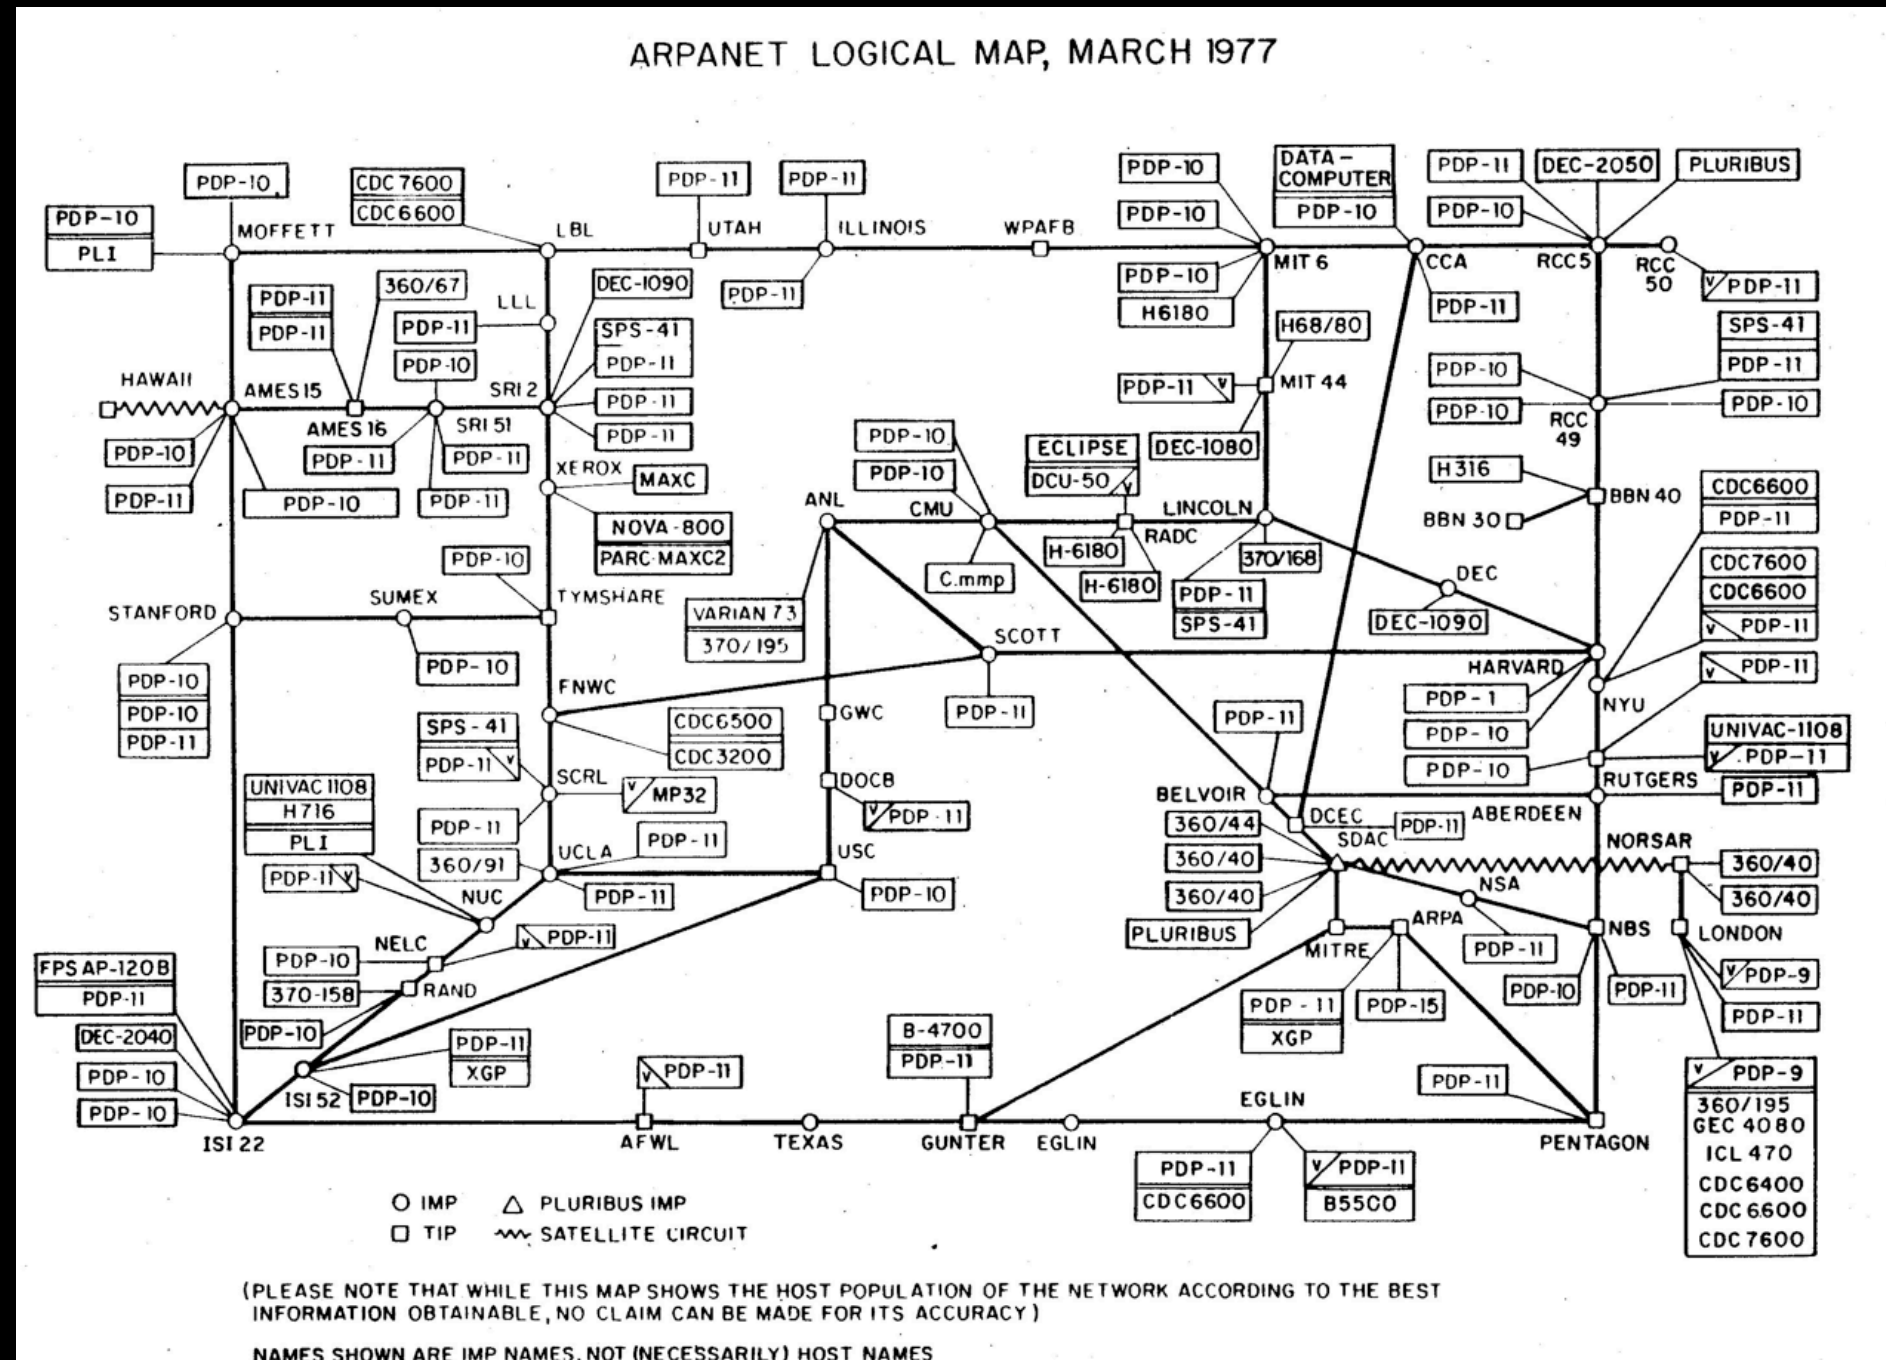 ARPANET LOGICAL MAP, MARCH 1977
PDP-10
CDC 7600
CDC 6600
PDP-11
PDP-11
PDP-10
DATA-
COMPUTER
PDP-10
PDP-11
DEC-2050
PLURIBUS
PDP-10
PLI
MOFFETT
LBL
UTAH
ILLINOIS
WPAFB
PDP-10
PDP-10
MIT 6
CCA
RCC 5
RCC
50
PDP-11
360/67
PDP-11
PDP-11
LLL
PDP-11
DEC-1090
PDP-11
PDP-10
H6180
PDP-11
V PDP-11
SPS-41
PDP-11
H68/80
SPS-41
PDP-11
PDP-10
HAWAII
AMES 15
AMES 16
SRI 51
SRI 2
PDP-11
PDP-11
PDP-11 V
MIT 44
DEC-1080
PDP-10
PDP-10
RCC
49
PDP-10
PDP-10
PDP-11
PDP-10
PDP-11
PDP-11
PDP-11
XEROX
MAXC
NOVA-800
PARC-MAXC2
PDP-10
PDP-10
ANL
CMU
ECLIPSE
DCU-50 V
RADC
LINCOLN
H316
BBN 40
BBN 30
CDC6600
PDP-11
PDP-10
C.mmp
H-6180
H-6180
370/168
PDP-11
SPS-41
DEC
DEC-1090
CDC7600
CDC6600
V PDP-11
STANFORD
SUMEX
TYMSHARE
VARIAN 73
370/195
SCOTT
HARVARD
V PDP-11
PDP-10
PDP-10
PDP-11
PDP-10
FNWC
CDC6500
CDC3200
GWC
PDP-11
PDP-11
PDP-1
PDP-10
NYU
UNIVAC-1108
V PDP-11
SPS-41
PDP-11 V
SCRL
V MP32
DOCB
V PDP-11
BELVOIR
PDP-10
RUTGERS
PDP-11
UNIVAC 1108
H716
PLI
PDP-11
360/91
UCLA
PDP-11
PDP-11
USC
PDP-10
360/44
360/40
360/40
PLURIBUS
DCEC
SDAC
PDP-11
ABERDEEN
NORSAR
360/40
360/40
PDP-11 V
NUC
NELC
V PDP-11
PDP-10
370-158
RAND
PDP-10
MITRE
ARPA
NSA
PDP-11
NBS
LONDON
PDP-10
PDP-11
V PDP-9
PDP-11
FPS AP-120B
PDP-11
DEC-2040
PDP-10
PDP-10
PDP-11
XGP
ISI 52
PDP-10
V PDP-11
B-4700
PDP-11
PDP-11
XGP
PDP-15
PDP-11
V PDP-9
360/195
GEC 4080
ICL 470
CDC6400
CDC 6600
CDC 7600
ISI 22
AFWL
TEXAS
GUNTER
EGLIN
EGLIN
PENTAGON
PDP-11
CDC 6600
V PDP-11
B5500
IMP
PLURIBUS IMP
TIP
SATELLITE CIRCUIT
(PLEASE NOTE THAT WHILE THIS MAP SHOWS THE HOST POPULATION OF THE NETWORK ACCORDING TO THE BEST
INFORMATION OBTAINABLE, NO CLAIM CAN BE MADE FOR ITS ACCURACY)
NAMES SHOWN ARE IMP NAMES, NOT (NECESSARILY) HOST NAMES